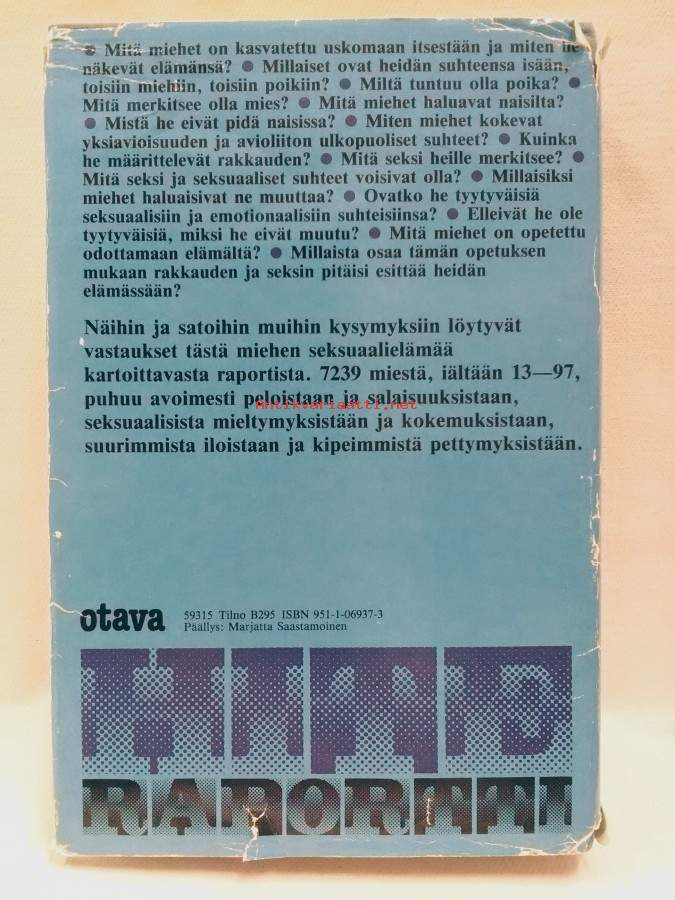 ● Mitä miehet on kasvatettu uskomaan itsestään ja miten he
näkevät elämänsä? ● Millaiset ovat heidän suhteensa isään,
toisiin miehiin, toisiin poikiin? ● Miltä tuntuu olla poika? ●
Mitä merkitsee olla mies? ● Mitä miehet haluavat naisilta?
● Mistä he eivät pidä naisissa? ● Miten miehet kokevat
yksiavioisuuden ja avioliiton ulkopuoliset suhteet? ● Kuinka
he määrittelevät rakkauden? ● Mitä seksi heille merkitsee? ●
Mitä seksi ja seksuaaliset suhteet voisivat olla? ● Millaisiksi
miehet haluaisivat ne muuttaa? ● Ovatko he tyytyväisiä
seksuaalisiin ja emotionaalisiin suhteisiinsa? ● Elleivät he ole
tyytyväisiä, miksi he eivät muutu? ● Mitä miehet on opetettu
odottamaan elämältä? ● Millaista osaa tämän opetuksen
mukaan rakkauden ja seksin pitäisi esittää heidän
elämässään?
Näihin ja satoihin muihin kysymyksiin löytyvät
vastaukset tästä miehen seksuaalielämää
kartoittavasta raportista. 7239 miestä, iältään 13—97,
puhuu avoimesti peloistaan ja salaisuuksistaan,
Antikvariaatti.net
seksuaalisista mieltymyksistään ja kokemuksistaan,
suurimmista iloistaan ja kipeimmistä pettymyksistään.
otava
59315 Tilno B295 ISBN 951-1-06937-3
Päällys: Marjatta Saastamoinen
HITE
RAPORTTI